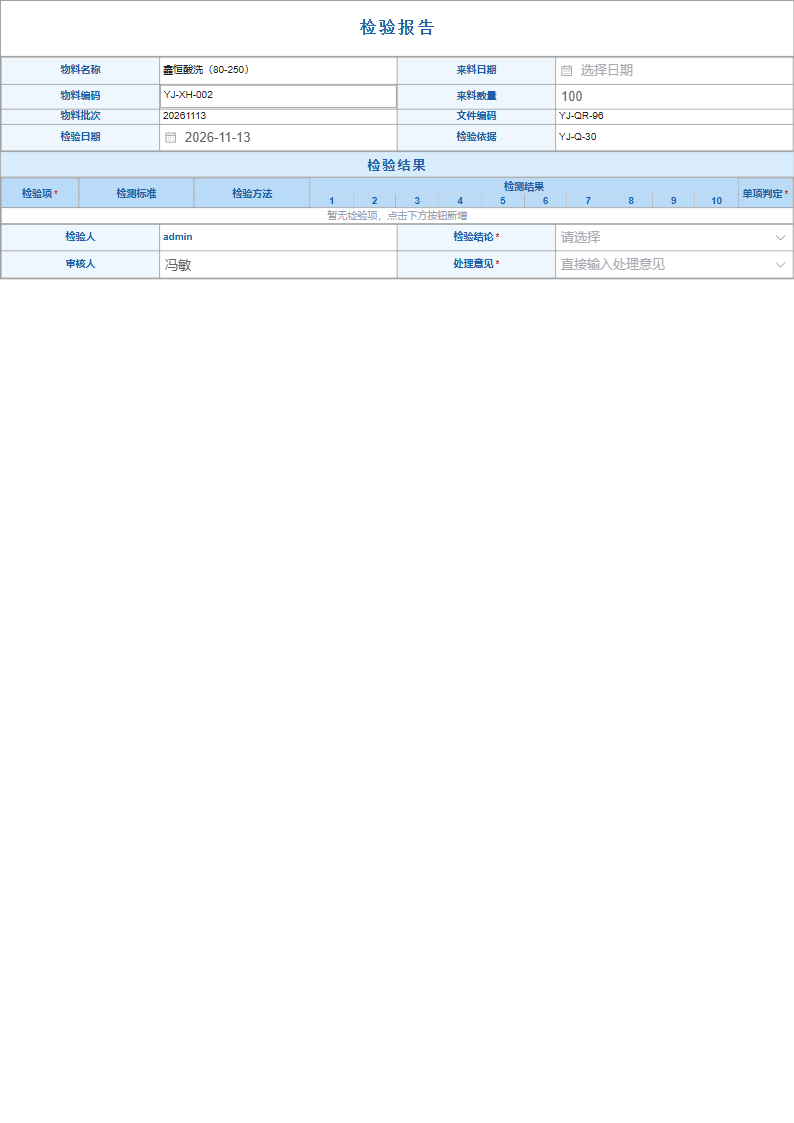 检验报告
物料名称 鑫恒酸洗（80-250） 来料日期 选择日期
物料编码 YJ-XH-002 来料数量 100
物料批次 20261113 文件编码 YJ-QR-96
检验日期 2026-11-13 检验依据 YJ-Q-30
检验结果
检验项* 检测标准 检验方法 检测结果 单项判定*
1 2 3 4 5 6 7 8 9 10
暂无检验项，点击下方按钮新增
检验人 admin 检验结论* 请选择
审核人 冯敏 处理意见* 直接输入处理意见